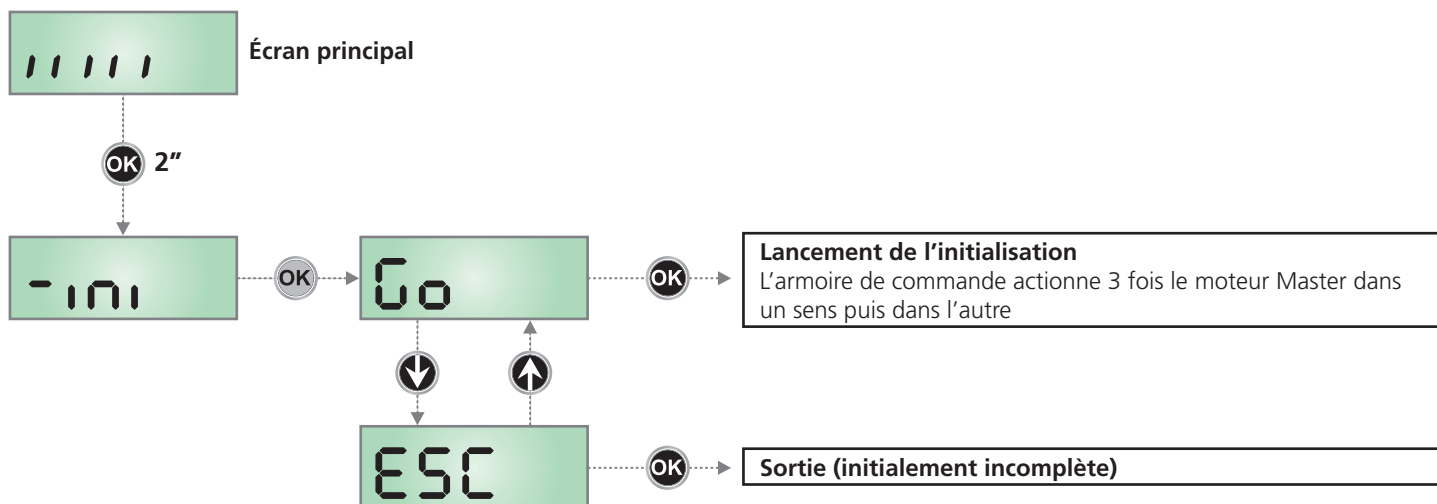 Écran principal
OK 2"
-ini
OK
Go
OK
Lancement de l'initialisation
L'armoire de commande actionne 3 fois le moteur Master dans
un sens puis dans l'autre
ESC
OK
Sortie (initialement incomplète)